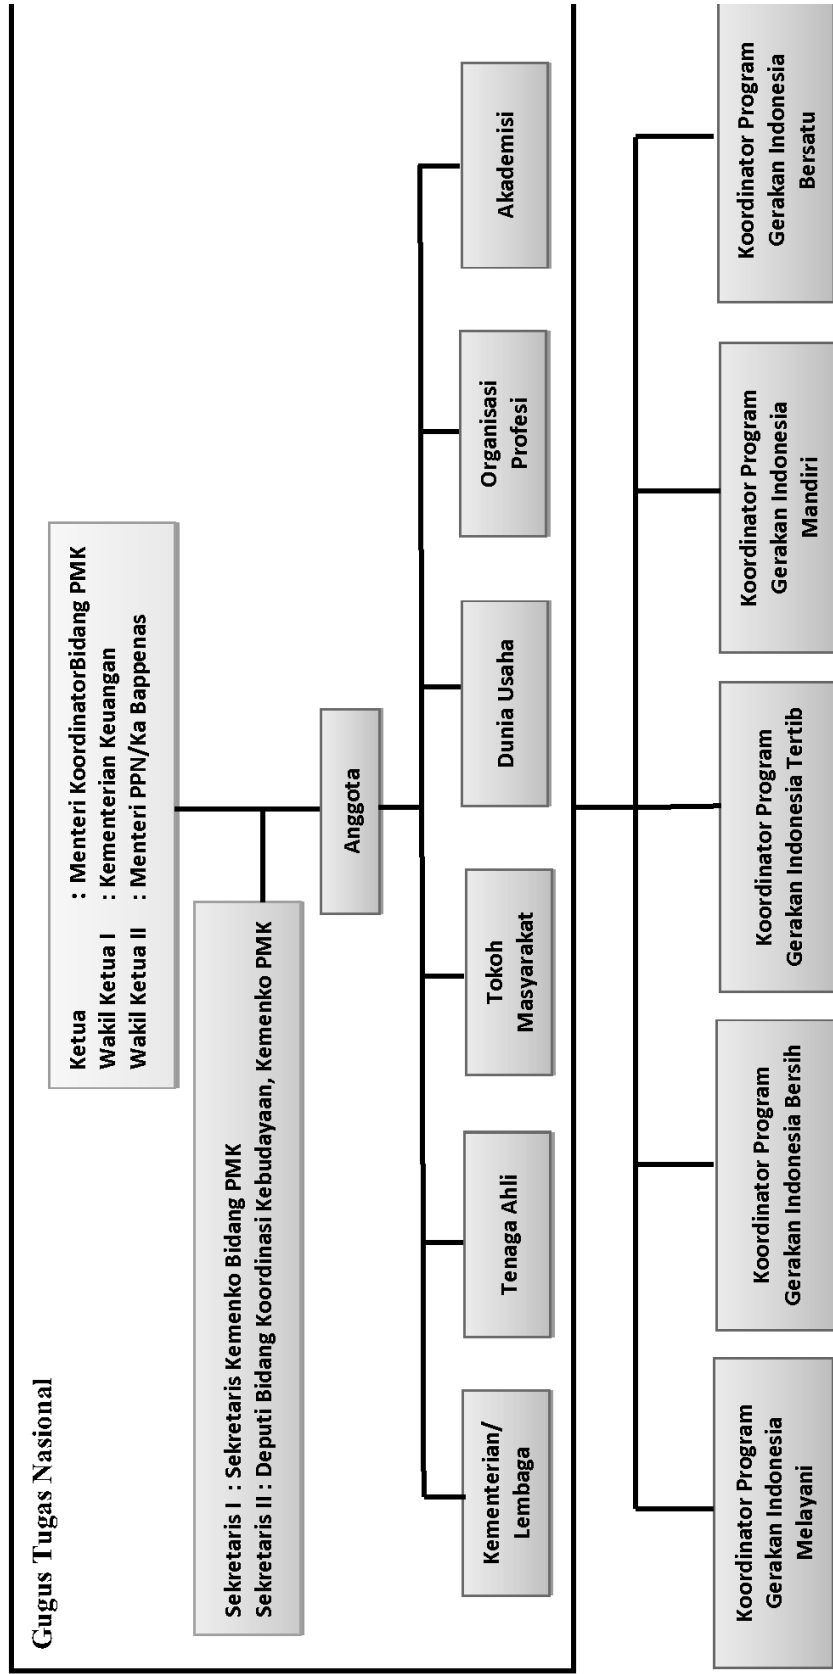 Gugus Tugas Nasional
Ketua : Menteri KoordinatorBidang PMK
Wakil Ketua I : Kementerian Keuangan
Wakil Ketua II : Menteri PPN/Ka Bappenas
Sekretaris I : Sekretaris Kemenko Bidang PMK
Sekretaris II : Deputi Bidang Koordinasi Kebudayaan, Kemenko PMK
Anggota
Kementerian/
Lembaga
Tenaga Ahli
Tokoh
Masyarakat
Dunia Usaha
Organisasi
Profesi
Akademisi
Koordinator Program
Gerakan Indonesia
Melayani
Koordinator Program
Gerakan Indonesia Bersih
Koordinator Program
Gerakan Indonesia Tertib
Koordinator Program
Gerakan Indonesia
Mandiri
Koordinator Program
Gerakan Indonesia
Bersatu